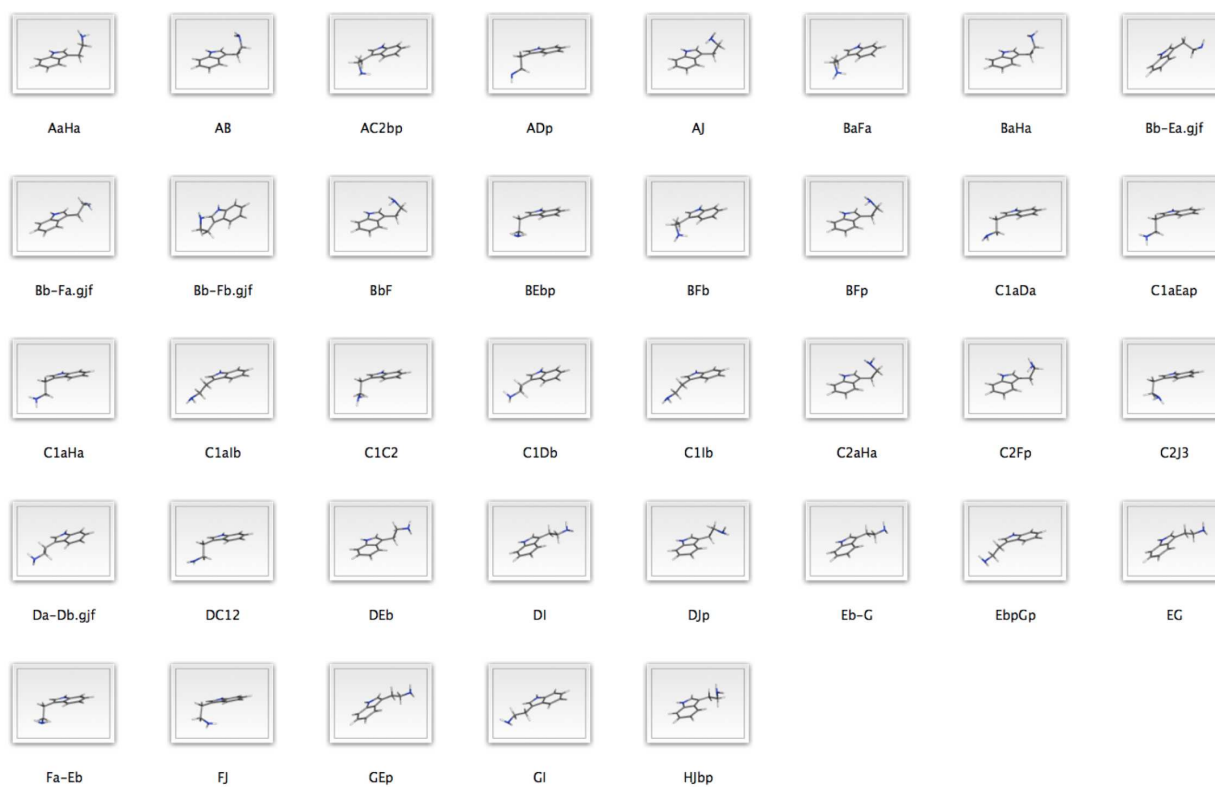 AaHa AB AC2bp ADp AJ BaFa BaHa Bb-Ea.gif
Bb-Fa.gjf Bb-Fb.gjf BbF BEbp BFb BFp C1aDa C1aEap
C1aHa C1aIb C1C2 C1Db C1Ib C2aHa C2Fp C2J3
Da-Db.gjf DC12 DEb DI DJp Eb-G EbpGp EG
Fa-Eb FJ GEp GI HJbp